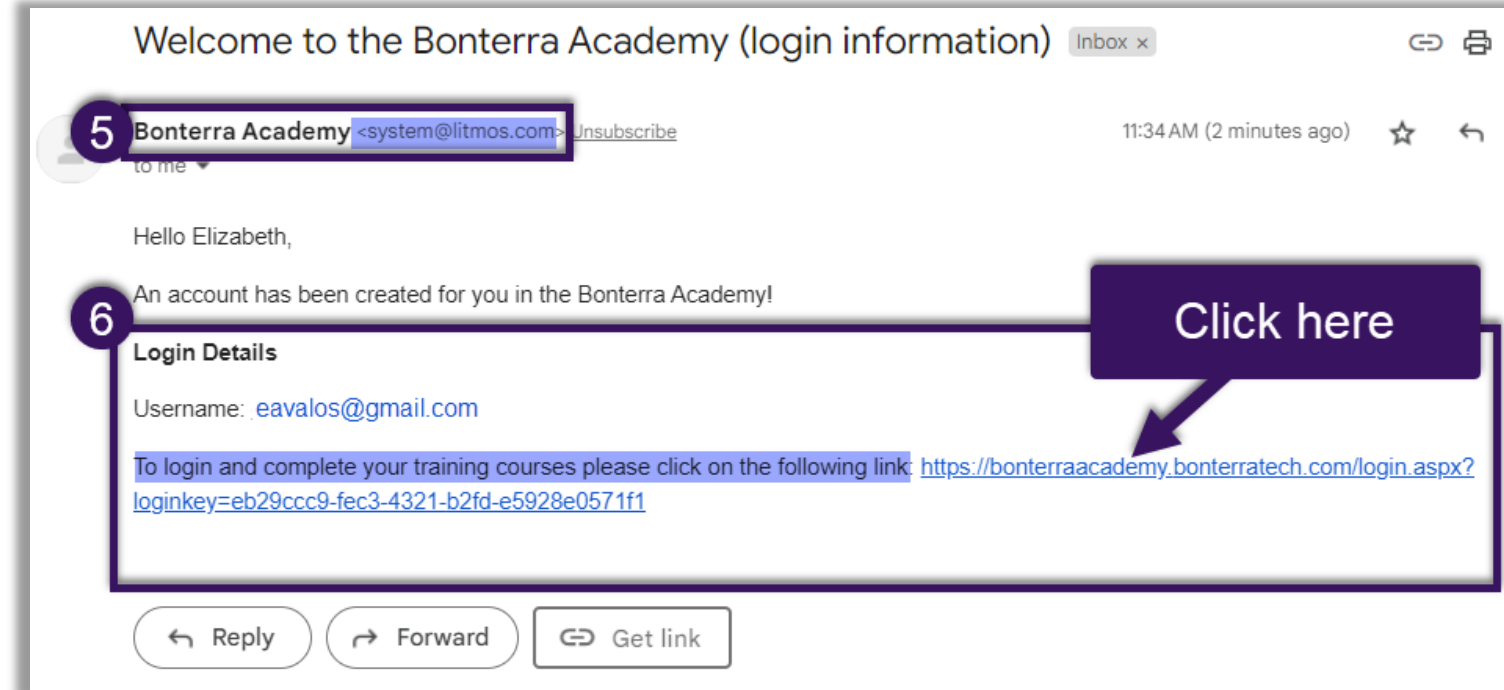 Welcome to the Bonterra Academy (login information) Inbox x
5 Bonterra Academy <system@litmos.com> Unsubscribe 11:34 AM (2 minutes ago)
to me
Hello Elizabeth,
An account has been created for you in the Bonterra Academy!
Click here
6
Login Details
Username: eavalos@gmail.com
To login and complete your training courses please click on the following link: https://bonterraacademy.bonterratech.com/login.aspx?
loginkey=eb29ccc9-fec3-4321-b2fd-e5928e0571f1
Reply Forward Get link